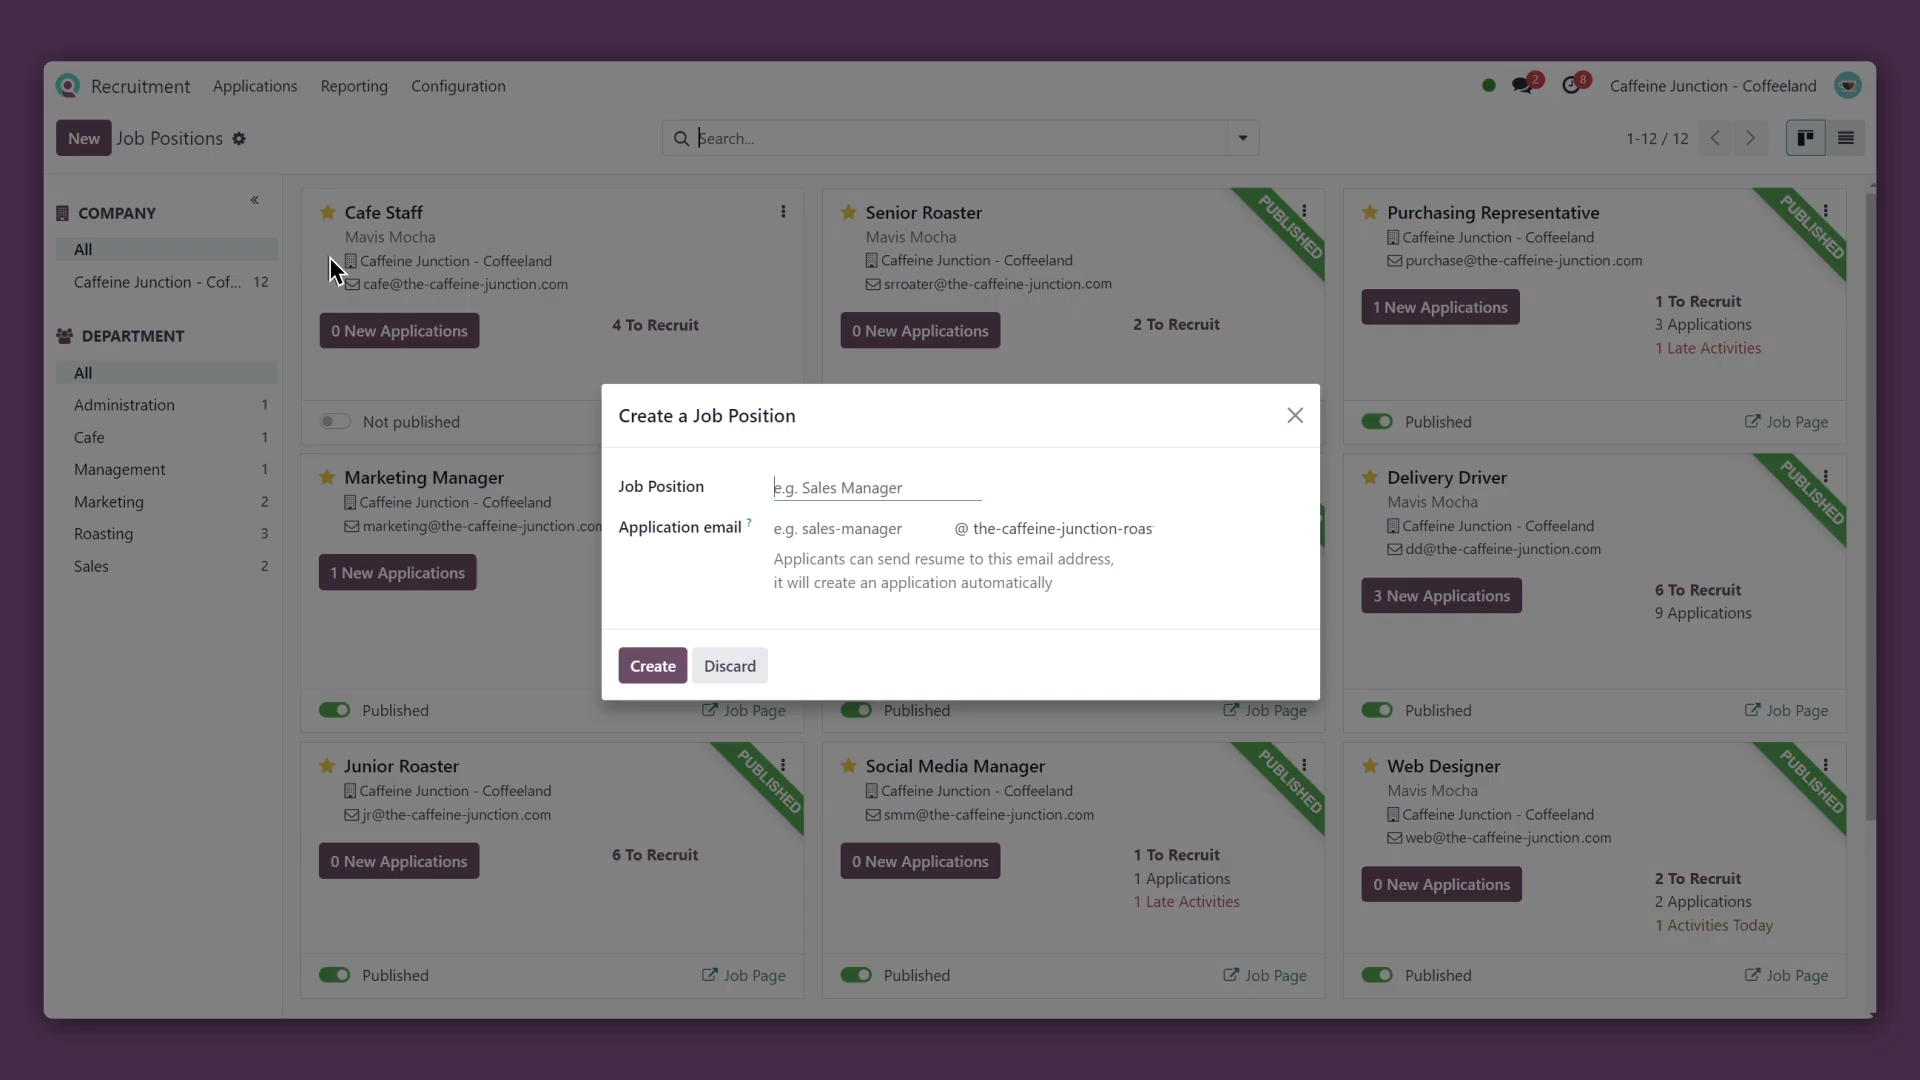 Recruitment Applications Reporting Configuration
2 8 Caffeine Junction - Coffeeland
New Job Positions Search... 1-12 / 12
COMPANY
All
Caffeine Junction - Cof... 12
DEPARTMENT
All
Administration 1
Cafe 1
Management 1
Marketing 2
Roasting 3
Sales 2
Cafe Staff
Mavis Mocha
Caffeine Junction - Coffeeland
cafe@the-caffeine-junction.com
0 New Applications 4 To Recruit
Not published
Senior Roaster
PUBLISHED
Mavis Mocha
Caffeine Junction - Coffeeland
srroater@the-caffeine-junction.com
0 New Applications 2 To Recruit
Purchasing Representative
PUBLISHED
Caffeine Junction - Coffeeland
purchase@the-caffeine-junction.com
1 New Applications 1 To Recruit
3 Applications
1 Late Activities
Published Job Page
Create a Job Position
Job Position e.g. Sales Manager
Application email ? e.g. sales-manager @ the-caffeine-junction-roas
Applicants can send resume to this email address,
it will create an application automatically
Create Discard
Marketing Manager
Caffeine Junction - Coffeeland
marketing@the-caffeine-junction.com
1 New Applications
Published Job Page
Published Job Page
Delivery Driver
PUBLISHED
Mavis Mocha
Caffeine Junction - Coffeeland
dd@the-caffeine-junction.com
3 New Applications 6 To Recruit
9 Applications
Published Job Page
Junior Roaster
PUBLISHED
Caffeine Junction - Coffeeland
jr@the-caffeine-junction.com
0 New Applications 6 To Recruit
Published Job Page
Social Media Manager
PUBLISHED
Caffeine Junction - Coffeeland
smm@the-caffeine-junction.com
0 New Applications 1 To Recruit
1 Applications
1 Late Activities
Published Job Page
Web Designer
PUBLISHED
Mavis Mocha
Caffeine Junction - Coffeeland
web@the-caffeine-junction.com
0 New Applications 2 To Recruit
2 Applications
1 Activities Today
Published Job Page